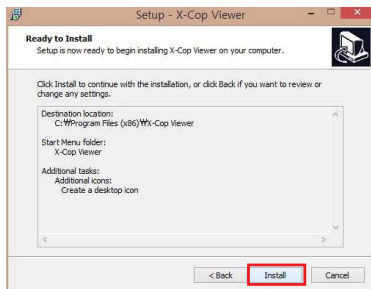 Setup - X-Cop Viewer
Ready to Install
Setup is now ready to begin installing X-Cop Viewer on your computer.
Click Install to continue with the installation, or click Back if you want to review or
change any settings.
Destination location:
C:₩Program Files (x86)₩X-Cop Viewer
Start Menu folder:
X-Cop Viewer
Additional tasks:
Additional icons:
Create a desktop icon
< Back
Install
Cancel